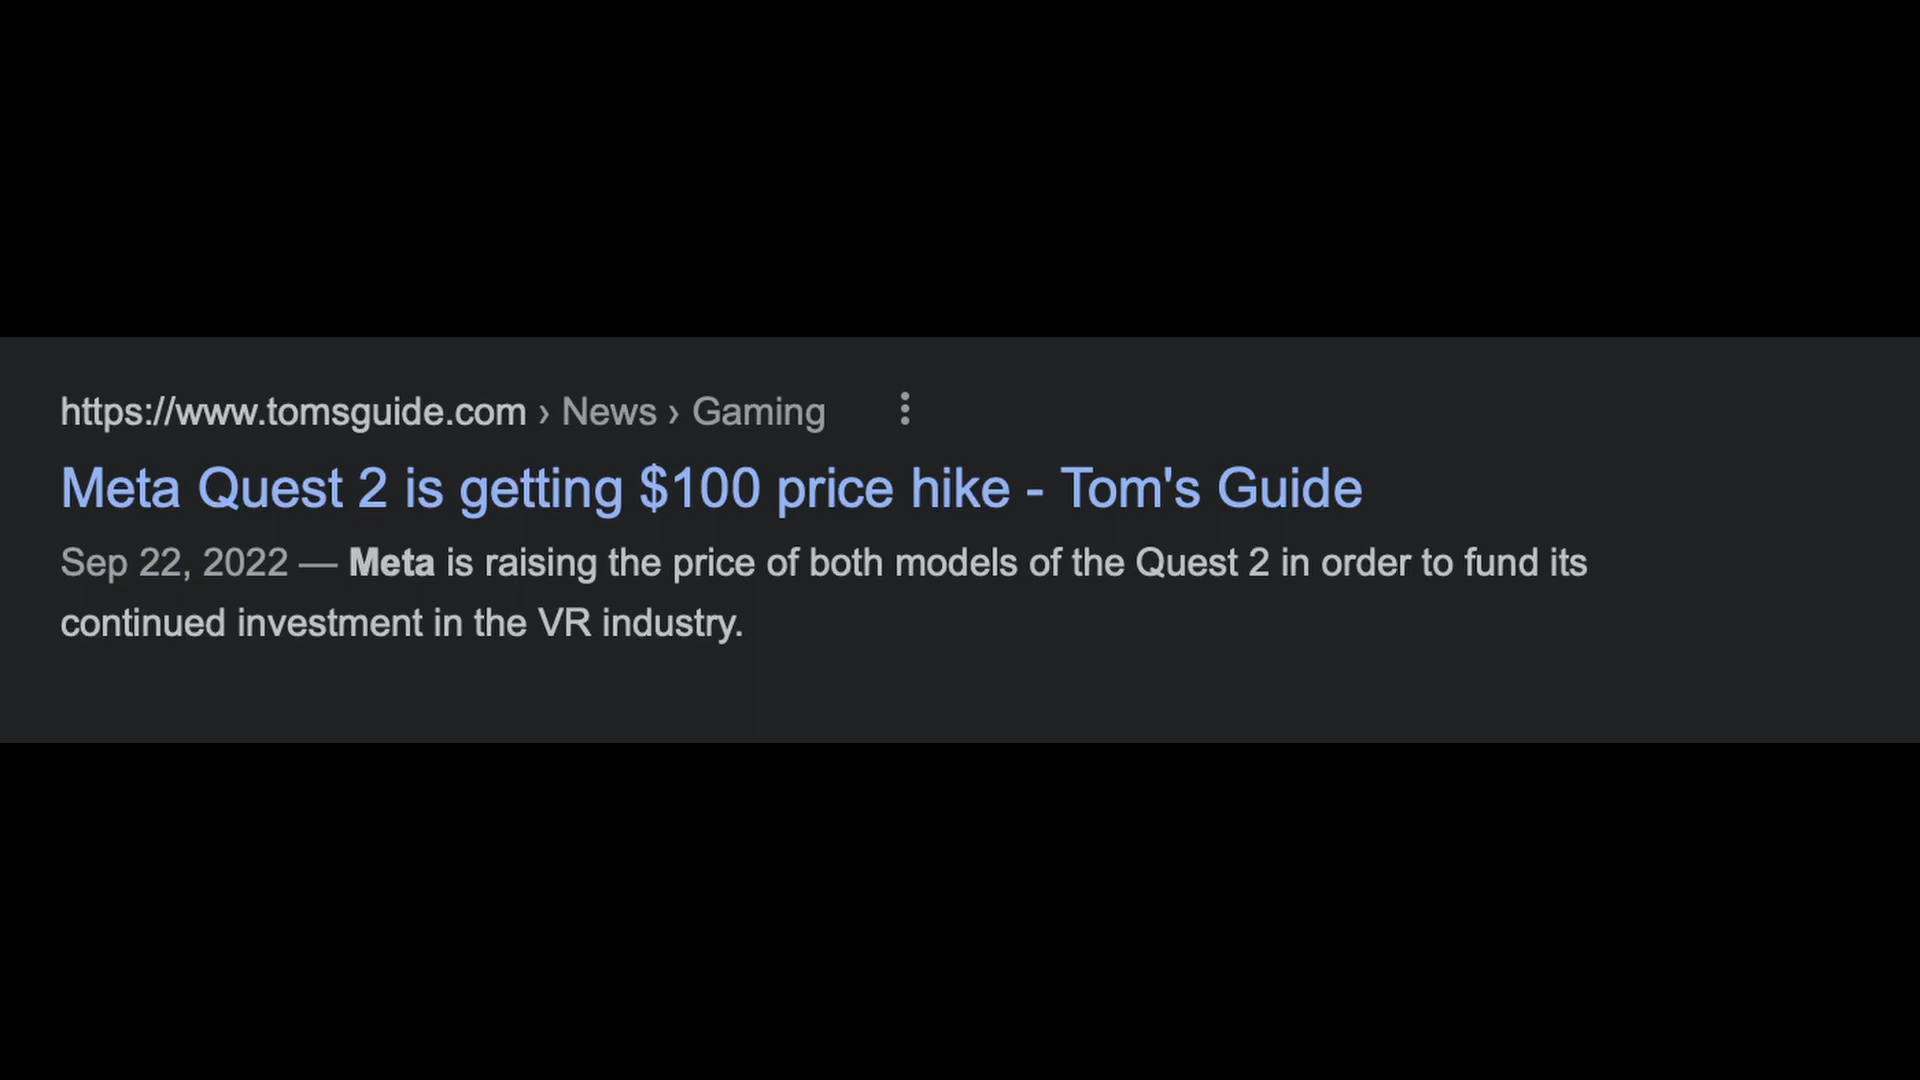 https://www.tomsguide.com › News › Gaming
Meta Quest 2 is getting $100 price hike - Tom's Guide
Sep 22, 2022 — Meta is raising the price of both models of the Quest 2 in order to fund its
continued investment in the VR industry.